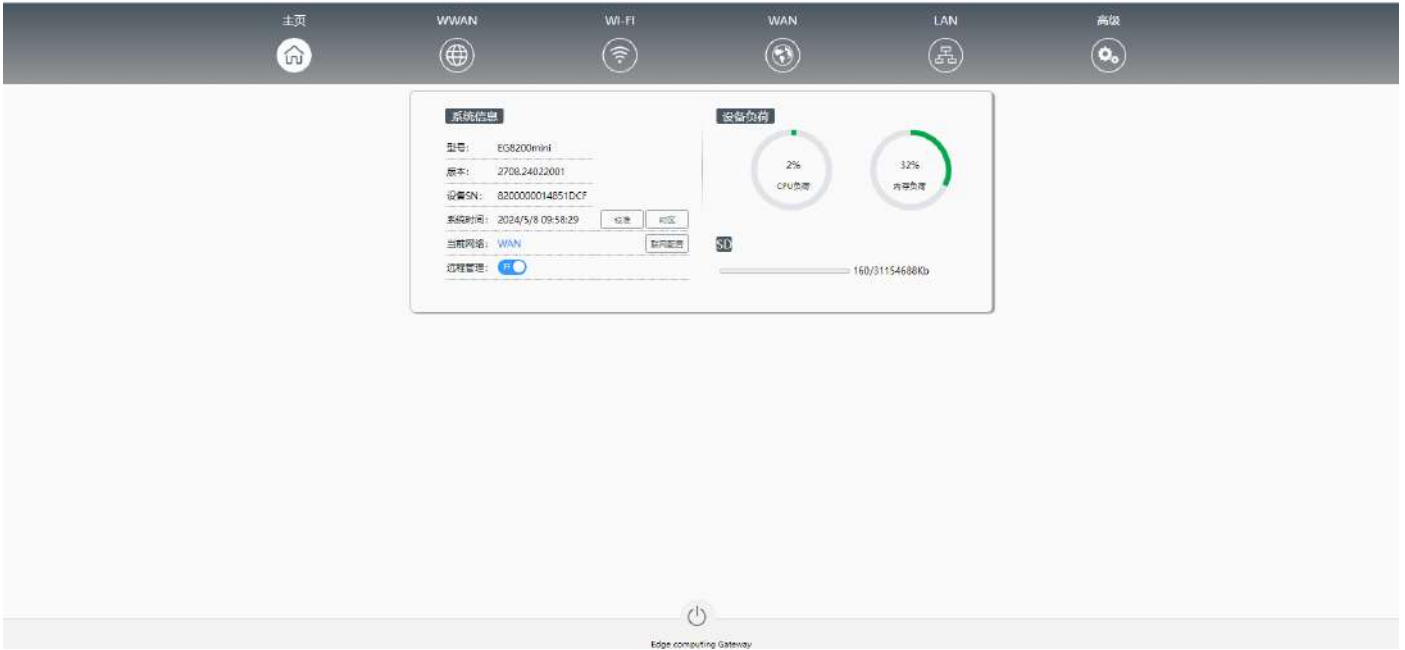 主页 WWAN WI-FI WAN LAN 高级
系统信息
型号: EG8200mini
版本: 2708.24022001
设备SN: 8200000014851DCF
系统时间: 2024/5/8 09:58:29 校准 时区
当前网络: WAN 联网配置
远程管理: 开
设备负荷
2%
CPU负荷
32%
内存负荷
SD
160/31154688Kb
Edge computing Gateway